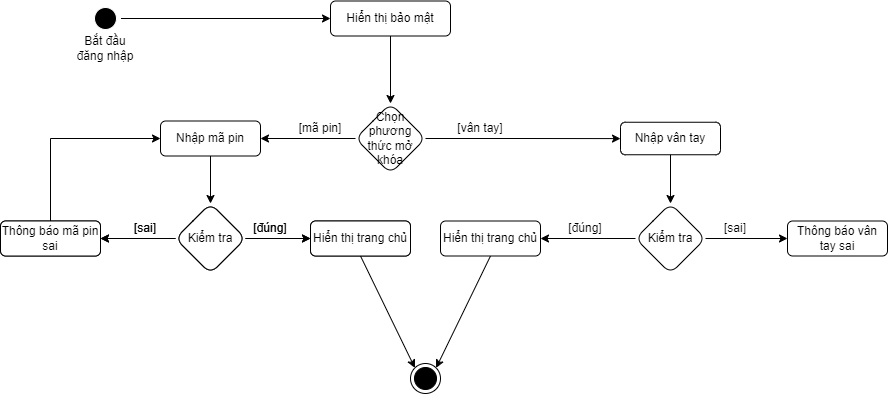 Hiển thị bảo mật
Bắt đầu
đăng nhập
Chọn
phương
thức mở
khóa
[mã pin]
[vân tay]
Nhập mã pin
Nhập vân tay
Thông báo mã pin
sai
[sai]
Kiểm tra
[đúng]
Hiển thị trang chủ
Hiển thị trang chủ
[đúng]
Kiểm tra
[sai]
Thông báo vân
tay sai